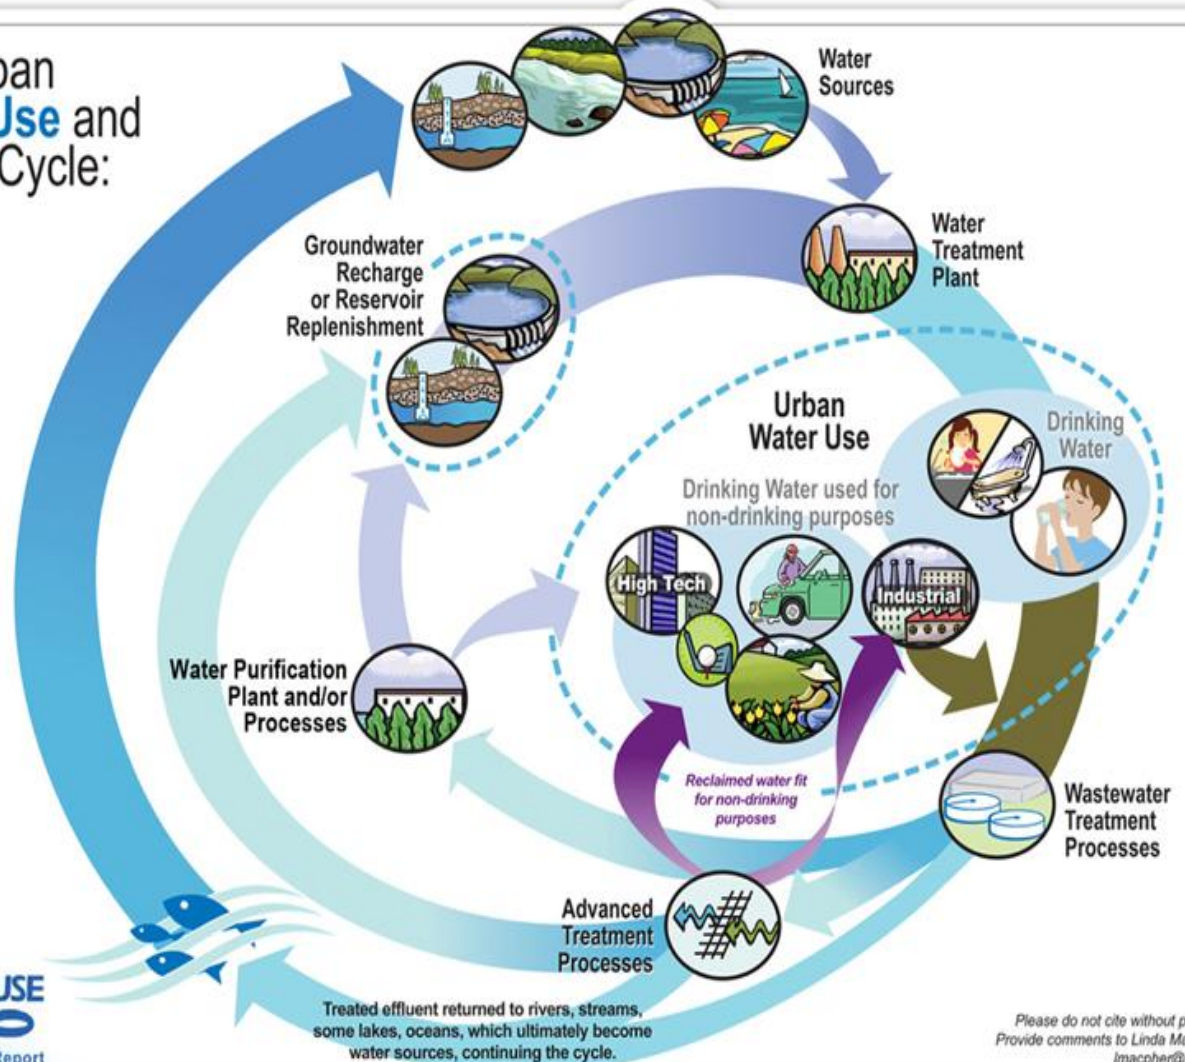 Use and
Cycle:
Water
Sources
Water
Treatment
Plant
Groundwater
Recharge
or Reservoir
Replenishment
Urban
Water Use
Drinking
Water
Drinking Water used for
non-drinking purposes
High Tech
Industrial
Water Purification
Plant and/or
Processes
Reclaimed water fit
for non-drinking
purposes
Wastewater
Treatment
Processes
Advanced
Treatment
Processes
Treated effluent returned to rivers, streams,
some lakes, oceans, which ultimately become
water sources, continuing the cycle.
USE
Report
Please do not cite without
Provide comments to Linda